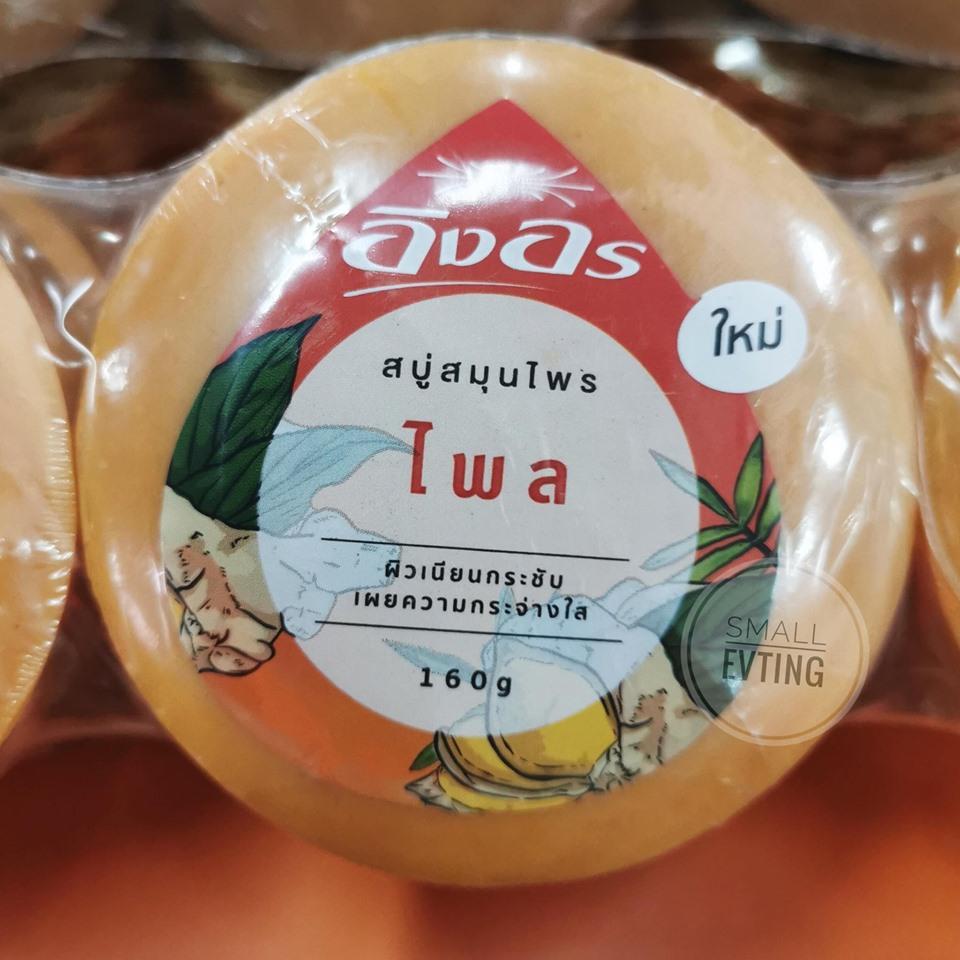 อิงอร
ใหม่
สบู่สมุนไพร
ไพล
ผิวเนียนกระชับ
เผยความกระจ่างใส
160g
SMALL
EVTING